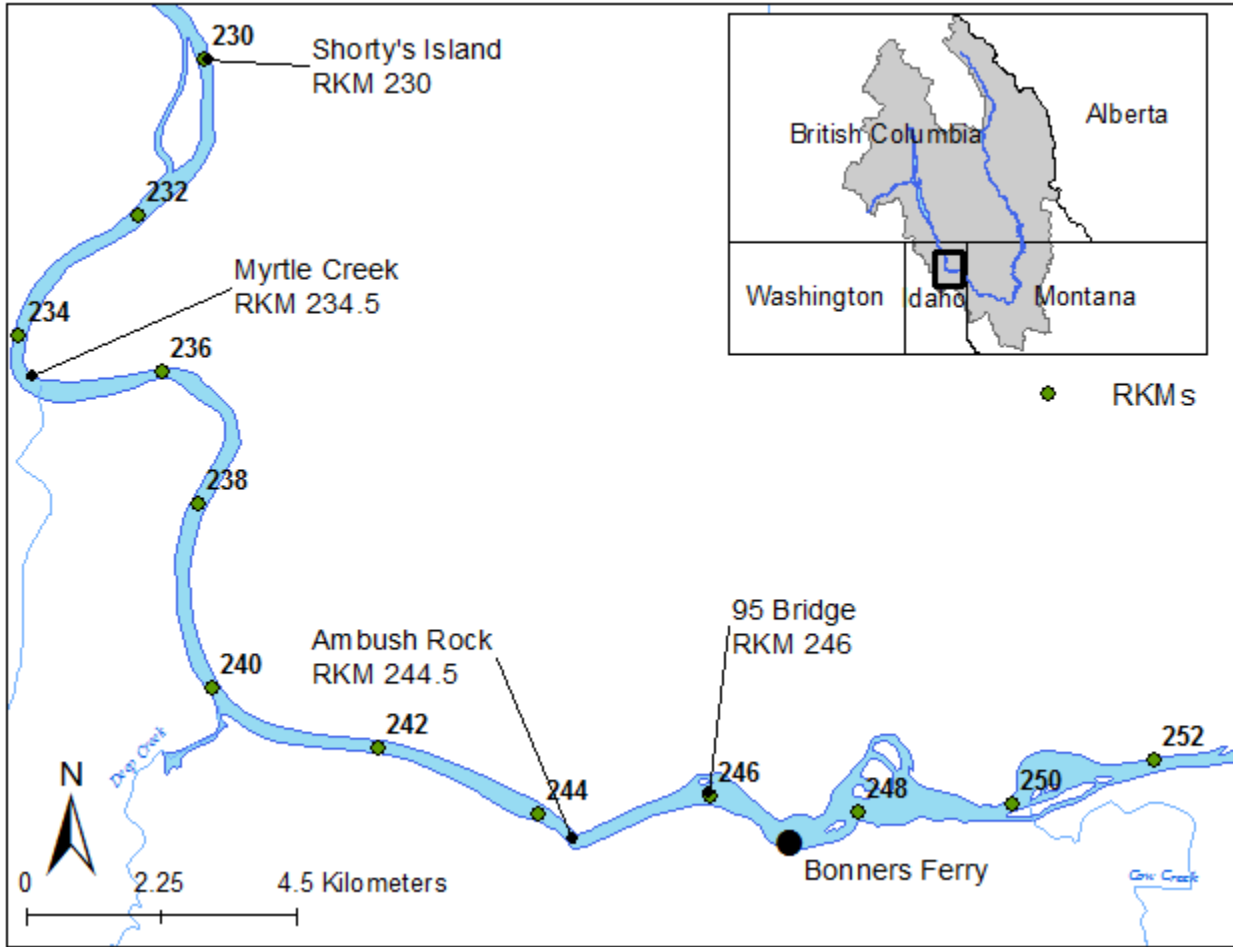 230
Shorty's Island
RKM 230
British Columbia
Alberta
232
Myrtle Creek
RKM 234.5
Washington
Idaho
Montana
234
236
RKMs
238
95 Bridge
RKM 246
Ambush Rock
RKM 244.5
240
242
252
Deep Creek
N
246
250
244
248
Bonners Ferry
Cow Creek
0
2.25
4.5 Kilometers